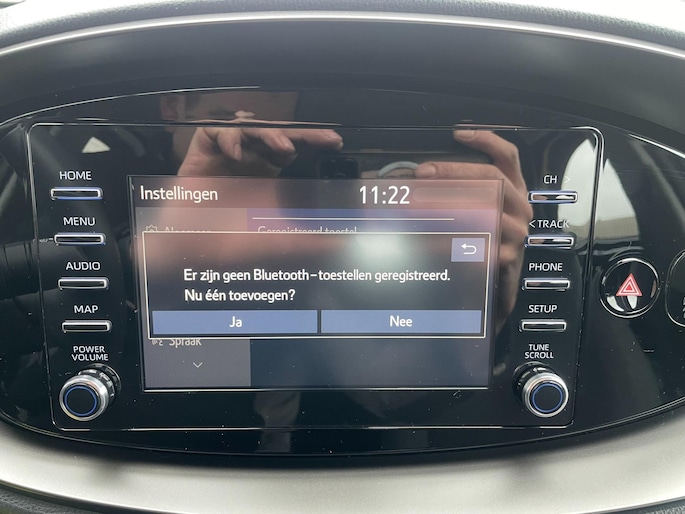 HOME
MENU
AUDIO
MAP
POWER
VOLUME
Instellingen
11:22
Geregistreerd toestel
Er zijn geen Bluetooth-toestellen geregistreerd.
Nu één toevoegen?
Ja
Nee
Spraak
CH >
< TRACK
PHONE
SETUP
TUNE
SCROLL